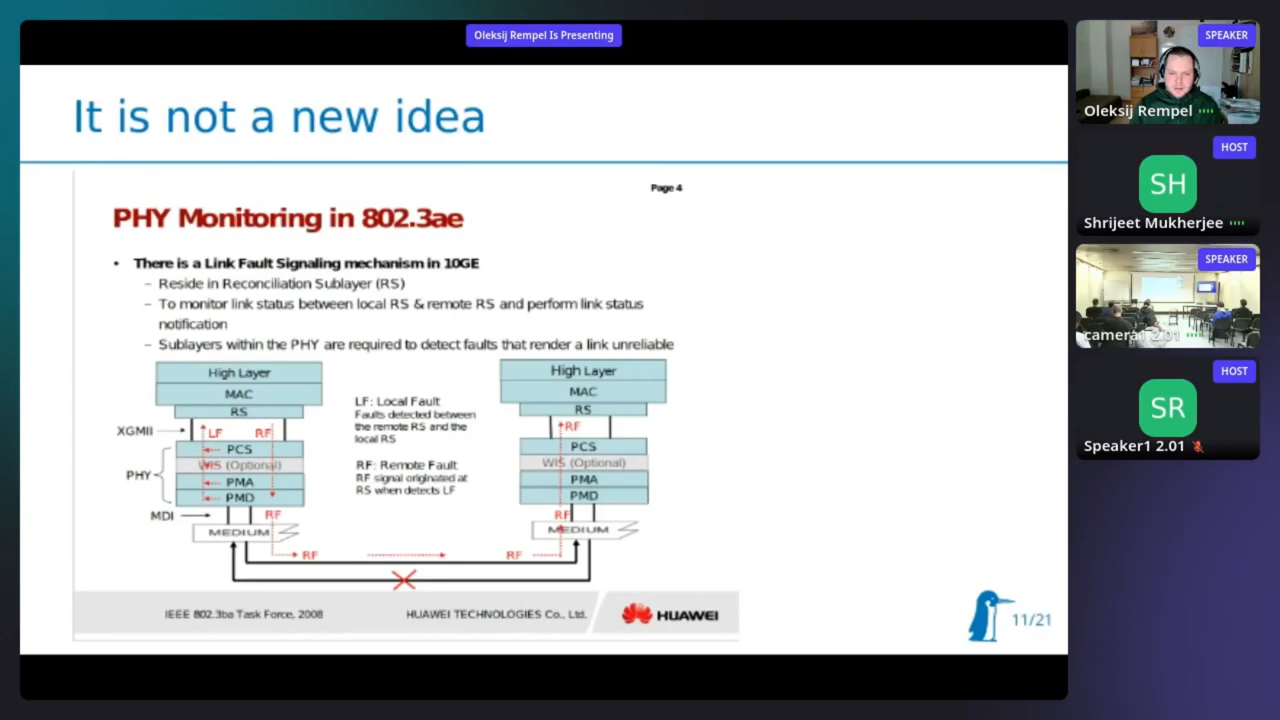 Oleksij Rempel Is Presenting
It is not a new idea
Page 4
PHY Monitoring in 802.3ae
• There is a Link Fault Signaling mechanism in 10GE
– Reside in Reconciliation Sublayer (RS)
– To monitor link status between local RS & remote RS and perform link status
notification
– Sublayers within the PHY are required to detect faults that render a link unreliable
High Layer
MAC
RS
XGMII
LF
RF
PCS
WIS (Optional)
PHY
PMA
PMD
MDI
RF
MEDIUM
RF
LF: Local Fault
Faults detected between
the remote RS and the
local RS
RF: Remote Fault
RF signal originated at
RS when detects LF
High Layer
MAC
RS
RF
PCS
WIS (Optional)
PMA
PMD
RF
MEDIUM
RF
IEEE 802.3ba Task Force, 2008
HUAWEI TECHNOLOGIES Co., Ltd.
HUAWEI
11/21
SPEAKER
Oleksij Rempel
HOST
SH
Shrijeet Mukherjee
SPEAKER
camera1 2.01
HOST
SR
Speaker1 2.01